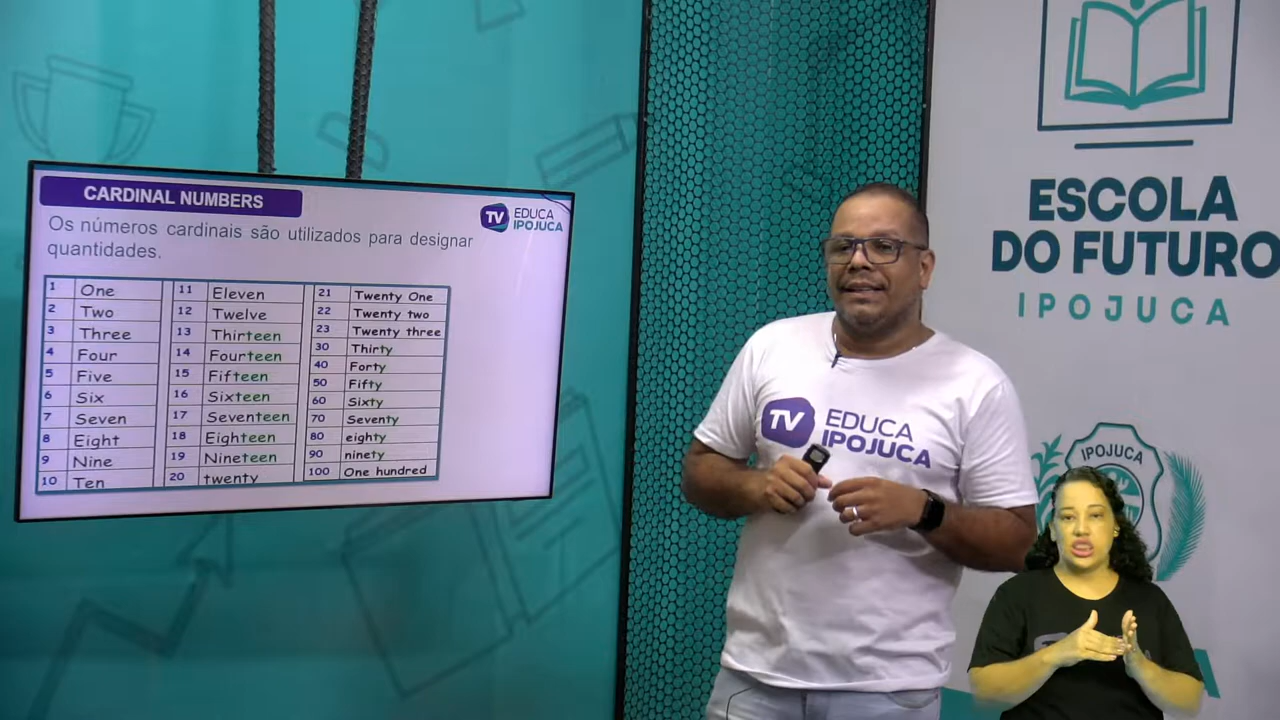 CARDINAL NUMBERS
TV EDUCA
IPOJUCA
Os números cardinais são utilizados para designar
quantidades.
1 One 11 Eleven 21 Twenty One
2 Two 12 Twelve 22 Twenty two
3 Three 13 Thirteen 23 Twenty three
4 Four 14 Fourteen 30 Thirty
5 Five 15 Fifteen 40 Forty
6 Six 16 Sixteen 50 Fifty
7 Seven 17 Seventeen 60 Sixty
8 Eight 18 Eighteen 70 Seventy
9 Nine 19 Nineteen 80 eighty
10 Ten 20 twenty 90 ninety
100 One hundred
TV EDUCA
IPOJUCA
ESCOLA
DO FUTURO
IPOJUCA
IPOJUCA